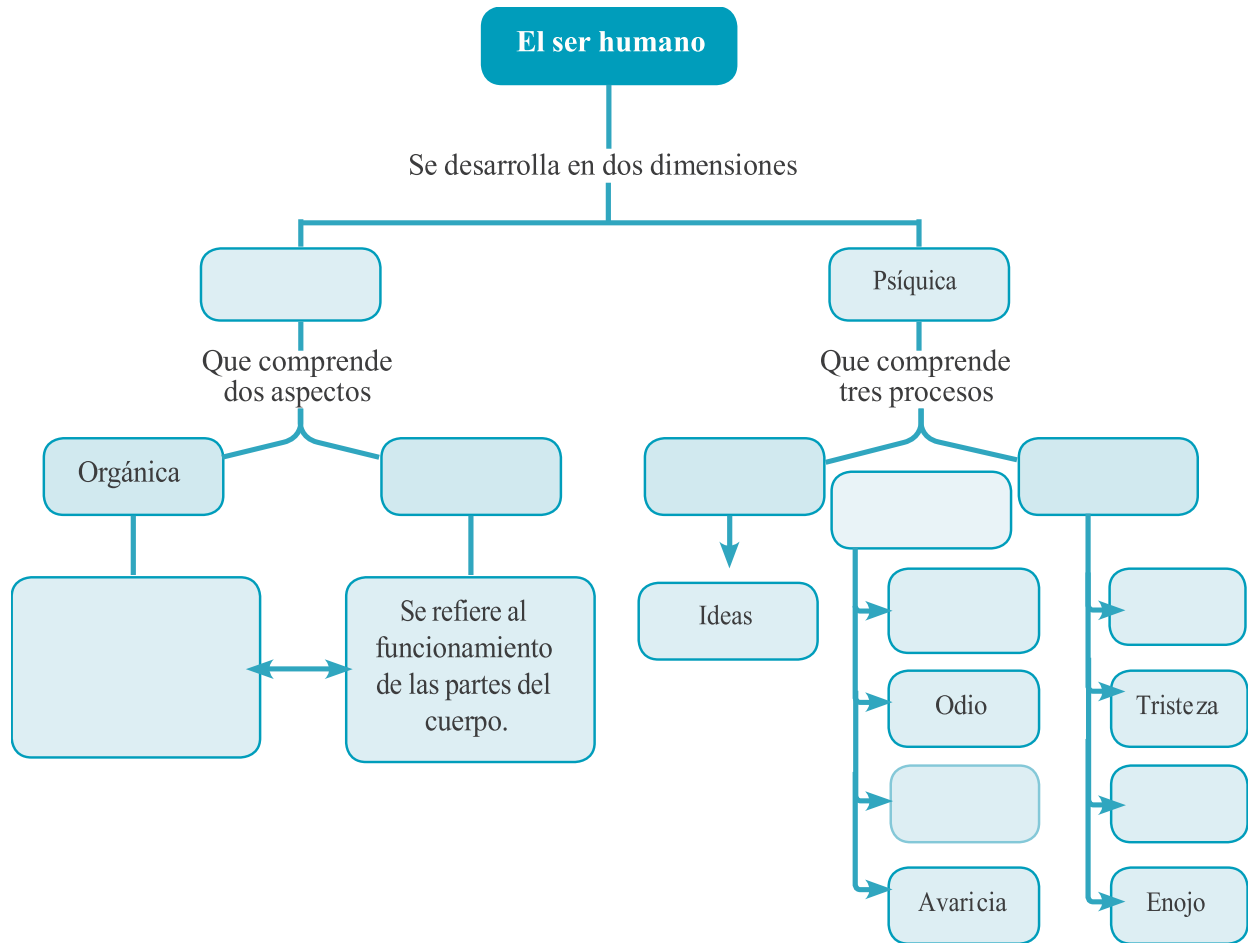 El ser humano
Se desarrolla en dos dimensiones
Psíquica
Que comprende
dos aspectos
Que comprende
tres procesos
Orgánica
Se refiere al
funcionamiento
de las partes del
cuerpo.
Ideas
Odio
Tristeza
Avaricia
Enojo